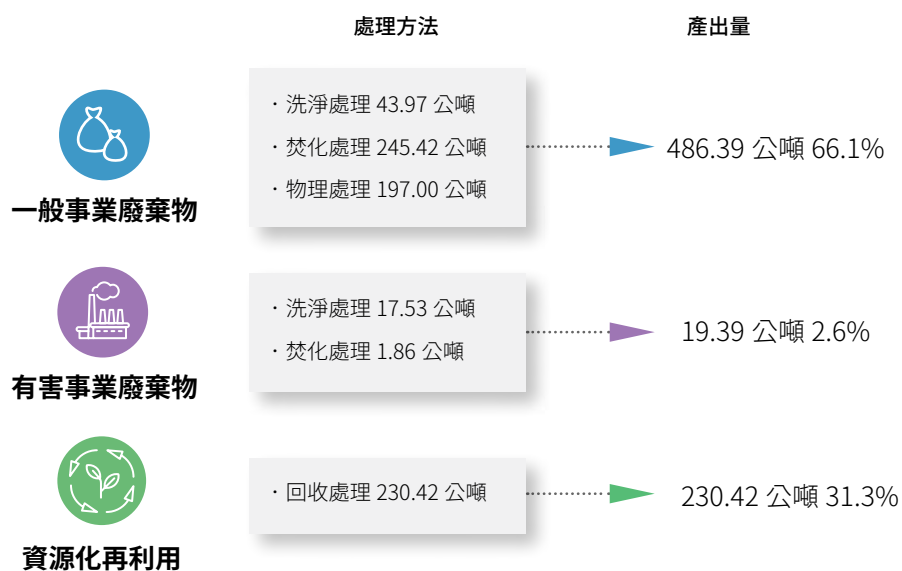 處理方法
產出量
·洗淨處理 43.97 公噸
·焚化處理 245.42 公噸
·物理處理 197.00 公噸
486.39 公噸 66.1%
一般事業廢棄物
·洗淨處理 17.53 公噸
·焚化處理 1.86 公噸
19.39 公噸 2.6%
有害事業廢棄物
·回收處理 230.42 公噸
230.42 公噸 31.3%
資源化再利用